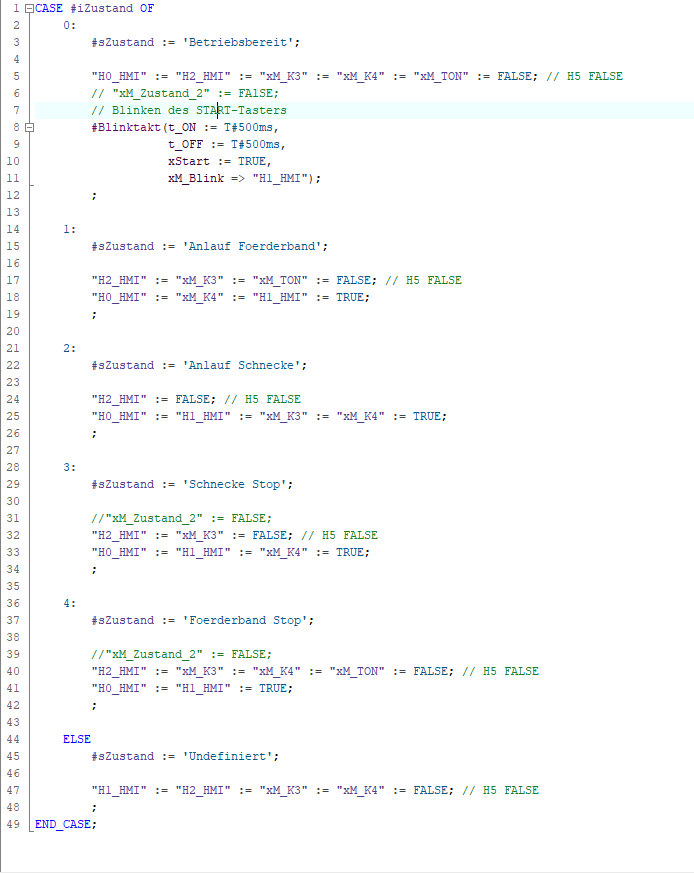 1 CASE #iZustand OF
2 0:
3 #sZustand := 'Betriebsbereit';
4
5 "H0_HMI" := "H2_HMI" := "xM_K3" := "xM_K4" := "xM_TON" := FALSE; // H5 FALSE
6 // "xM_Zustand_2" := FAlSE;
7 // Blinken des START-Tasters
8 #Blinktakt(t_ON := T#500ms,
9 t_OFF := T#500ms,
10 xStart := TRUE,
11 xM_Blink => "H1_HMI");
12 ;
13
14 1:
15 #sZustand := 'Anlauf Foerderband';
16
17 "H2_HMI" := "xM_K3" := "xM_TON" := FALSE; // H5 FALSE
18 "H0_HMI" := "xM_K4" := "H1_HMI" := TRUE;
19 ;
20
21 2:
22 #sZustand := 'Anlauf Schnecke';
23
24 "H2_HMI" := FALSE; // H5 FALSE
25 "H0_HMI" := "H1_HMI" := "xM_K3" := "xM_K4" := TRUE;
26 ;
27
28 3:
29 #sZustand := 'Schnecke Stop';
30
31 //"xM_Zustand_2" := FALSE;
32 "H2_HMI" := "xM_K3" := FALSE; // H5 FALSE
33 "H0_HMI" := "H1_HMI" := "xM_K4" := TRUE;
34 ;
35
36 4:
37 #sZustand := 'Foerderband Stop';
38
39 //"xM_Zustand_2" := FALSE;
40 "H2_HMI" := "xM_K3" := "xM_K4" := "xM_TON" := FALSE; // H5 FALSE
41 "H0_HMI" := "H1_HMI" := TRUE;
42 ;
43
44 ELSE
45 #sZustand := 'Undefiniert';
46
47 "H1_HMI" := "H2_HMI" := "xM_K3" := "xM_K4" := FALSE; // H5 FALSE
48 ;
49 END_CASE;